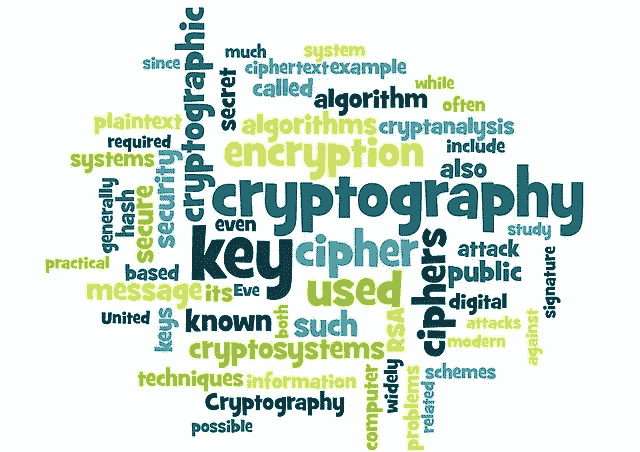 cryptographic
since
much
system
ciphertext
example
secret
called
algorithm
while
often
plaintext
algorithms
cryptanalysis
required
encryption
include
systems
security
also
generally
hash
secure
cryptography
even
study
key
cipher
ciphers
attack
signature
practical
based
public
message
its
Eve
used
digital
United
keys
known
both
such
RSA
attacks
against
modern
cryptosystems
techniques
information
computer
widely
problems
related
schemes
Cryptography
possible